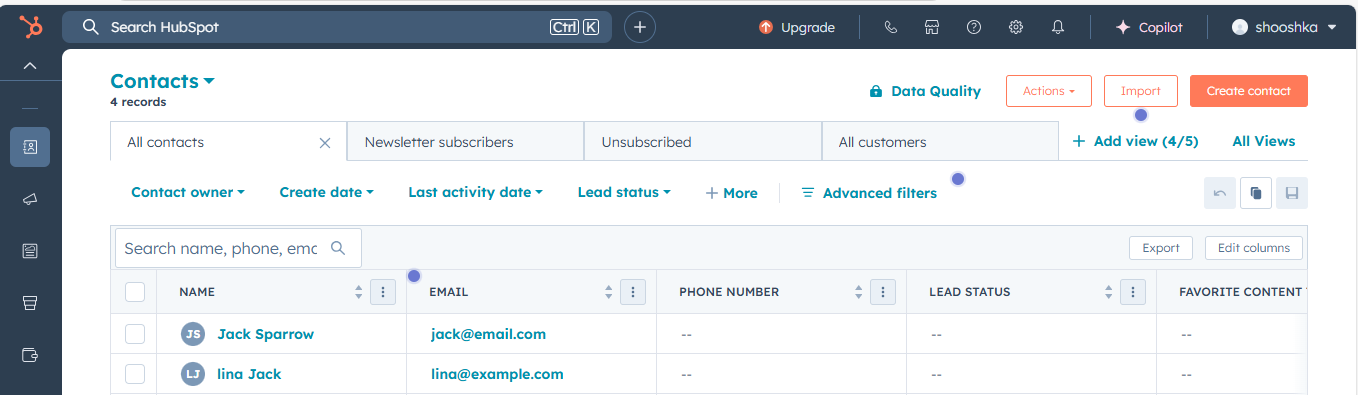 Search HubSpot Ctrl K Upgrade Copilot shooshka
Contacts
4 records
Data Quality Actions Import Create contact
All contacts Newsletter subscribers Unsubscribed All customers + Add view (4/5) All Views
Contact owner Create date Last activity date Lead status + More Advanced filters
Search name, phone, emc Export Edit columns
NAME EMAIL PHONE NUMBER LEAD STATUS FAVORITE CONTENT
JS Jack Sparrow jack@email.com -- -- --
LJ lina Jack lina@example.com -- -- --